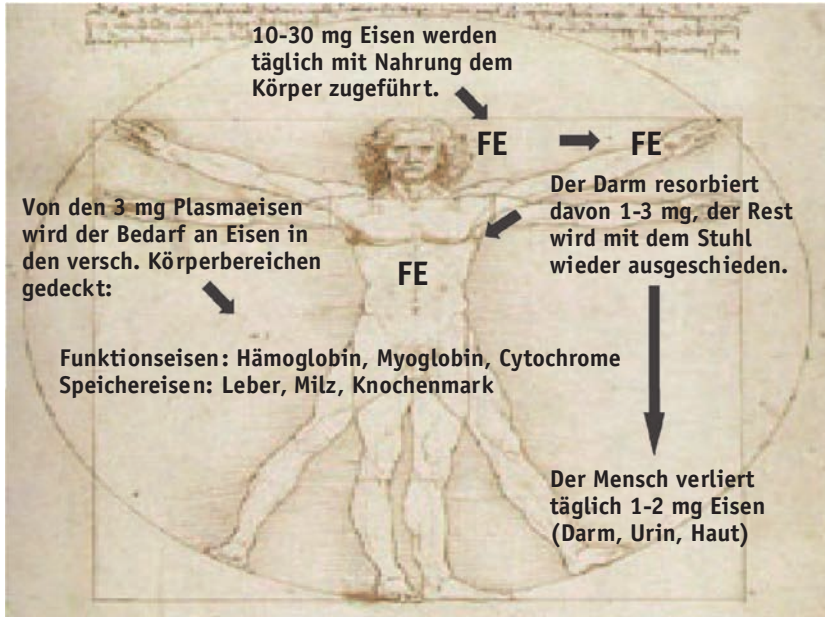 10-30 mg Eisen werden
täglich mit Nahrung dem
Körper zugeführt.
FE
FE
Der Darm resorbiert
davon 1-3 mg, der Rest
wird mit dem Stuhl
wieder ausgeschieden.
Von den 3 mg Plasmaeisen
wird der Bedarf an Eisen in
den versch. Körperbereichen
gedeckt:
FE
Funktionseisen: Hämoglobin, Myoglobin, Cytochrome
Speichereisen: Leber, Milz, Knochenmark
Der Mensch verliert
täglich 1-2 mg Eisen
(Darm, Urin, Haut)